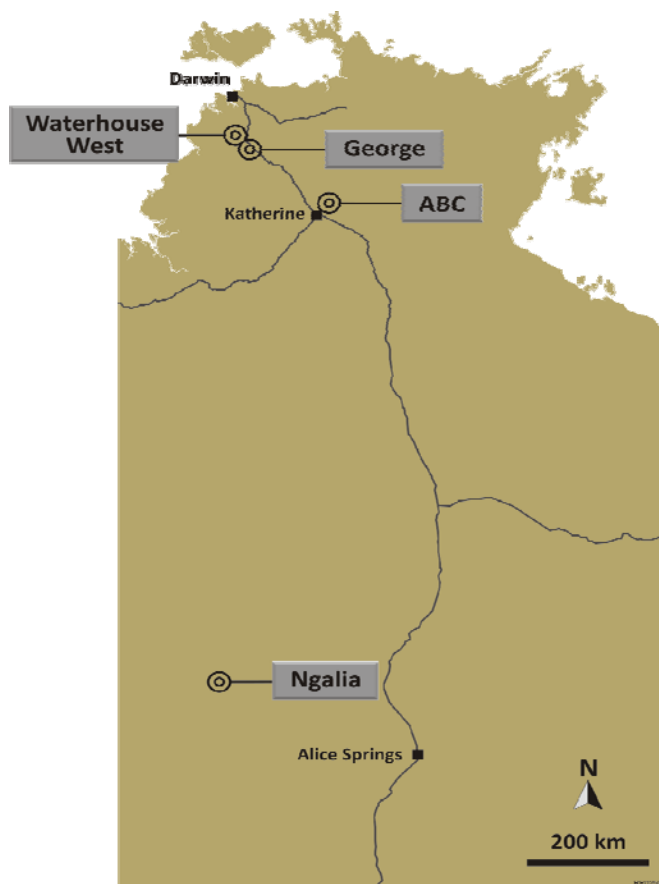 Darwin
Waterhouse
West
George
Katherine
ABC
Ngalia
Alice Springs
N
200 km